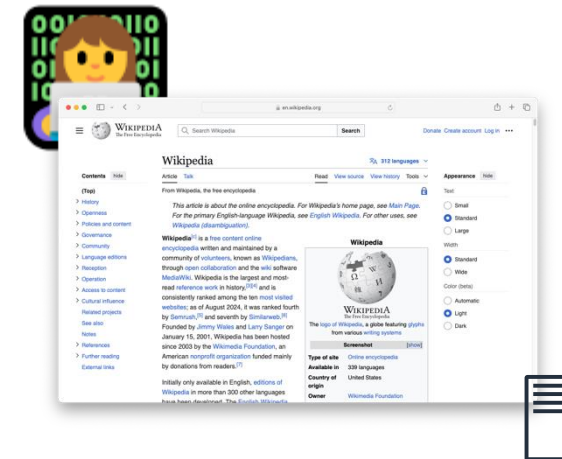 00110011
en.wikipedia.org
WIKIPEDIA
The Free Encyclopedia
Search Wikipedia
Search
Donate Create account Log in
Wikipedia
312 languages
Article Talk
Read View source View history Tools
From Wikipedia, the free encyclopedia
Contents hide
(Top)
History
Openness
Policies and content
Governance
Community
Language editions
Reception
Operation
Access to content
Cultural influence
Related projects
See also
Notes
References
Further reading
External links
This article is about the online encyclopedia. For Wikipedia's home page, see Main Page.
For the primary English-language Wikipedia, see English Wikipedia. For other uses, see
Wikipedia (disambiguation).
Wikipedia is a free content online
encyclopedia written and maintained by a
community of volunteers, known as Wikipedians,
through open collaboration and the wiki software
MediaWiki. Wikipedia is the largest and most-
read reference work in history,[3][4] and is
consistently ranked among the ten most visited
websites; as of August 2024, it was ranked fourth
by Semrush,[5] and seventh by Similarweb.[6]
Founded by Jimmy Wales and Larry Sanger on
January 15, 2001, Wikipedia has been hosted
since 2003 by the Wikimedia Foundation, an
American nonprofit organization funded mainly
by donations from readers.[7]
Initially only available in English, editions of
Wikipedia in more than 300 other languages
have been developed. The English Wikipedia
Wikipedia
WIKIPEDIA
The Free Encyclopedia
The logo of Wikipedia, a globe featuring glyphs
from various writing systems
Screenshot [show]
Type of site Online encyclopedia
Available in 339 languages
Country of United States
origin
Owner Wikimedia Foundation
Appearance hide
Text
Small
Standard
Large
Width
Standard
Wide
Color (beta)
Automatic
Light
Dark